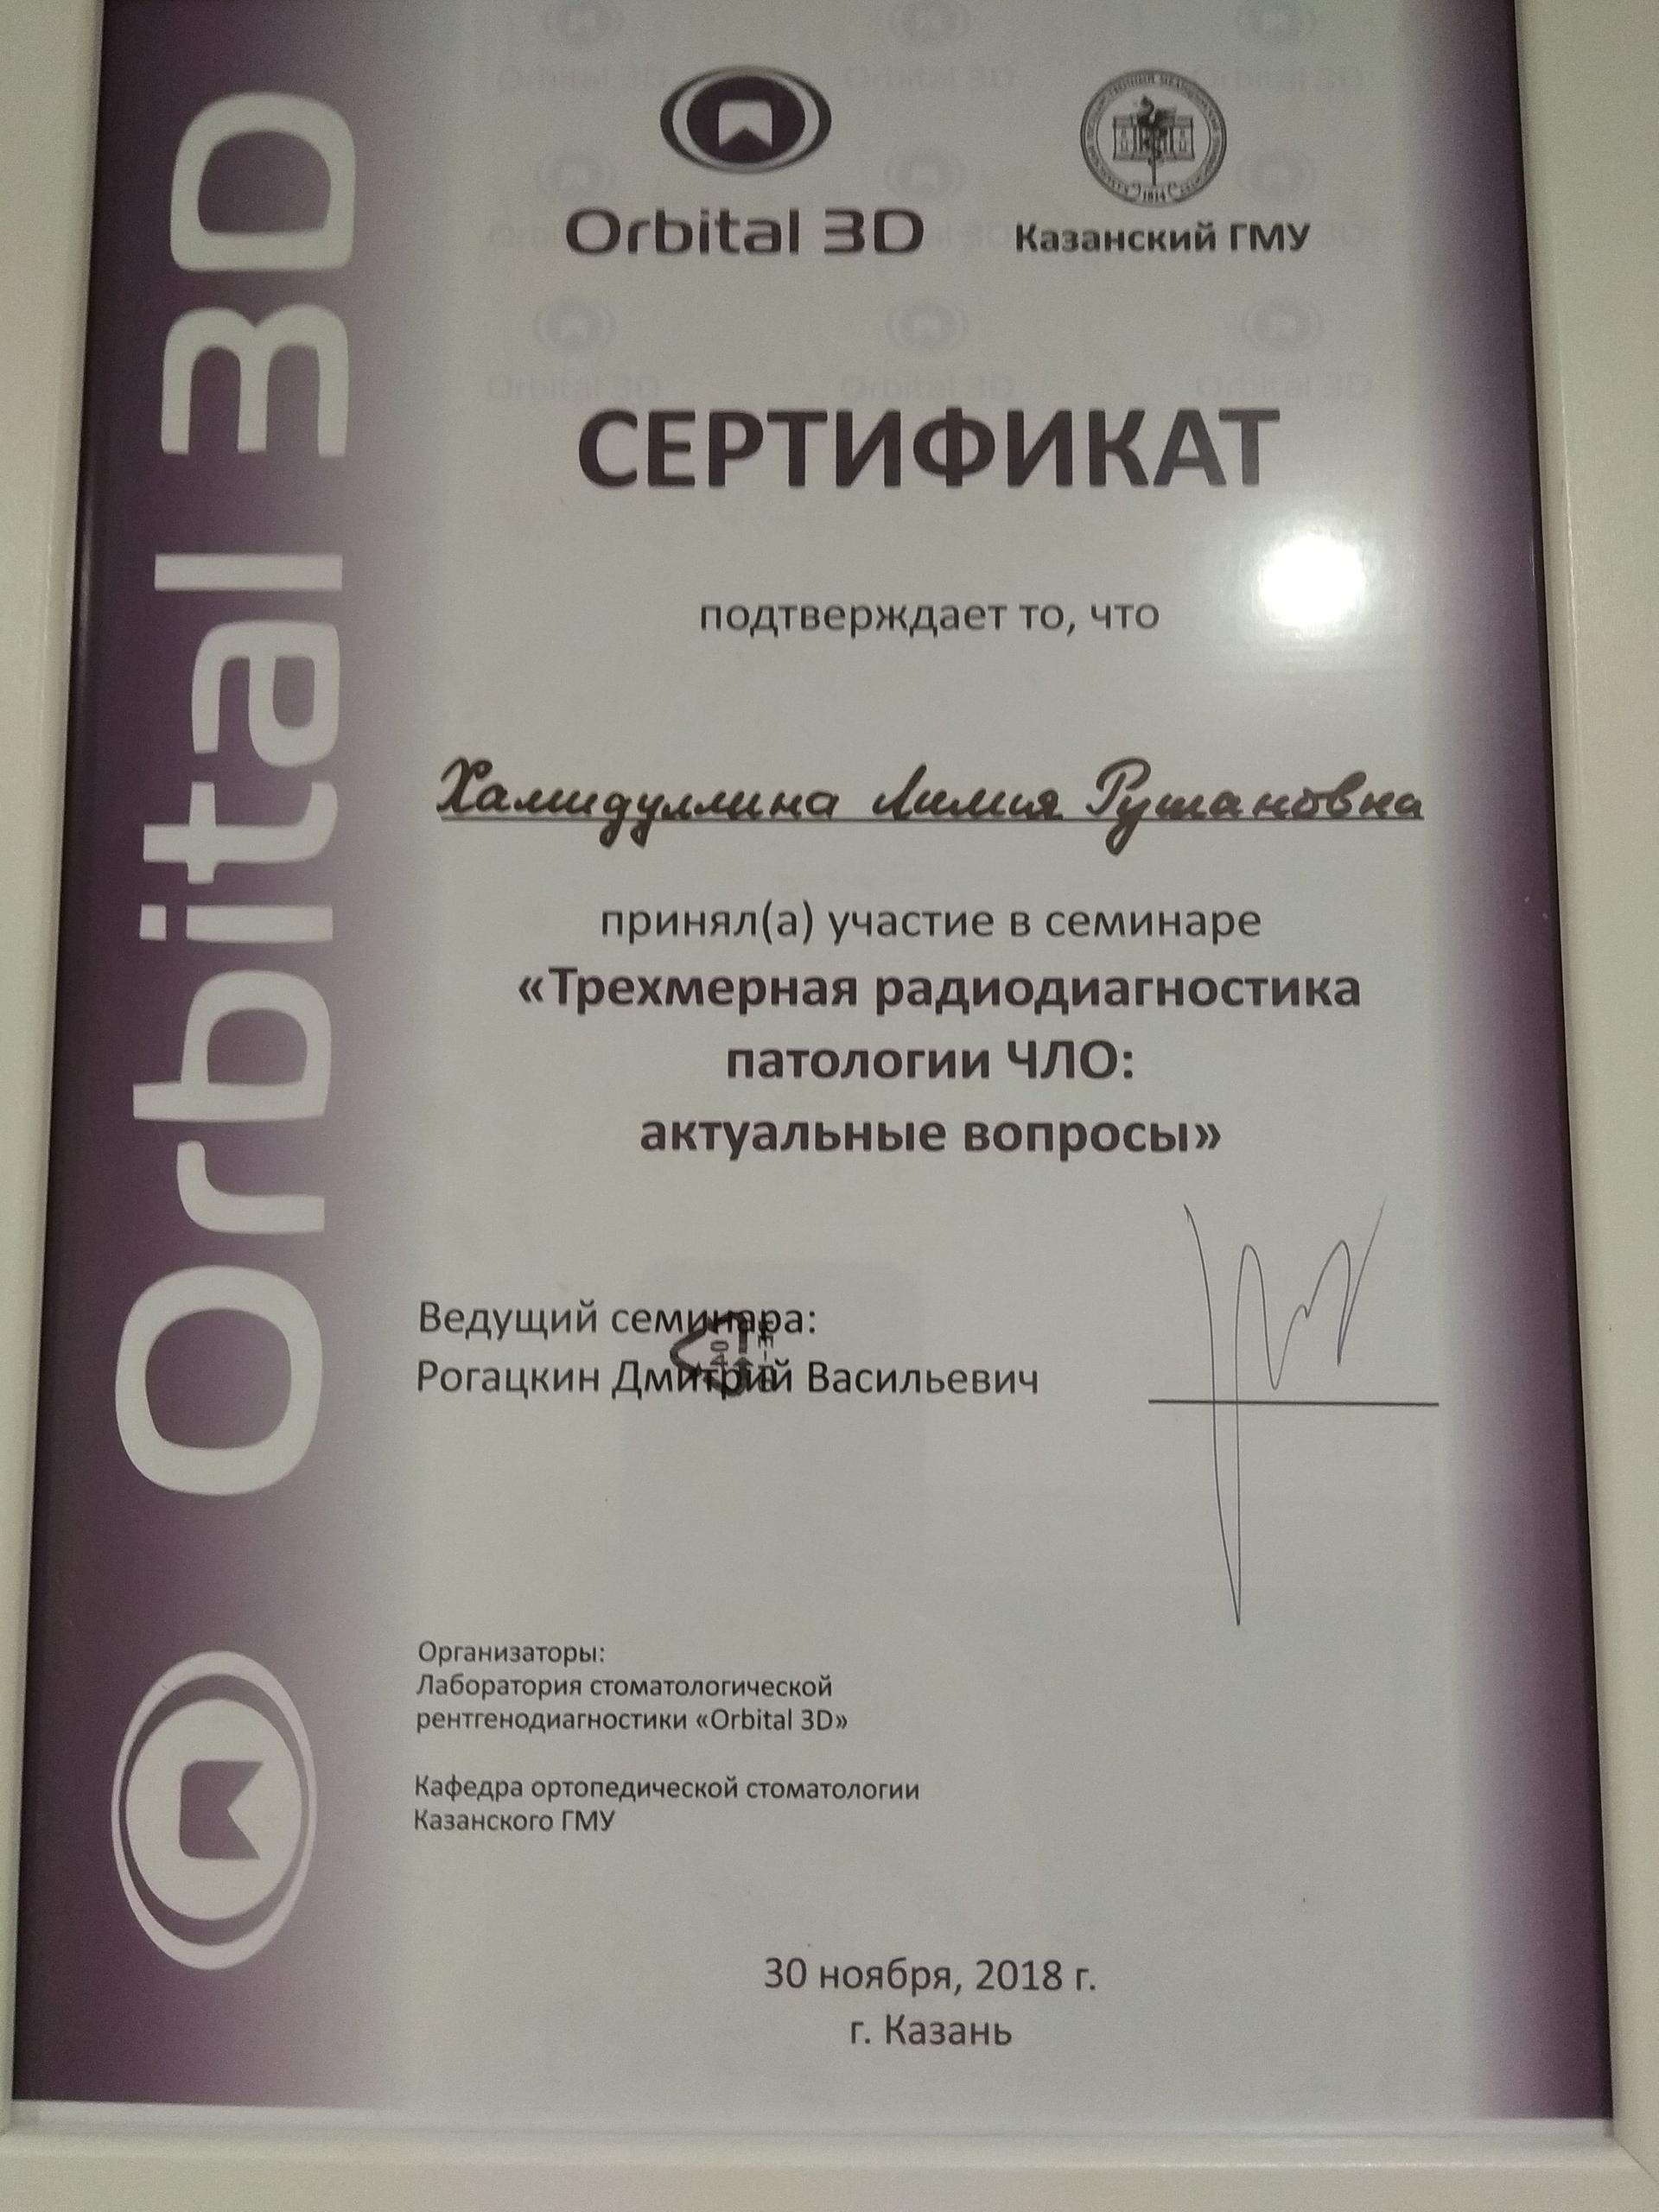 Orbital 3D
Orbital 3D
Казанский ГМУ
1814
СЕРТИФИКАТ
подтверждает то, что
Хамидуллина Лилия Рушановна
принял(а) участие в семинаре
«Трехмерная радиодиагностика
патологии ЧЛО:
актуальные вопросы»
Ведущий семинара:
Рогацкин Дмитрий Васильевич
Организаторы:
Лаборатория стоматологической
рентгенодиагностики «Orbital 3D»
Кафедра ортопедической стоматологии
Казанского ГМУ
30 ноября, 2018 г.
г. Казань